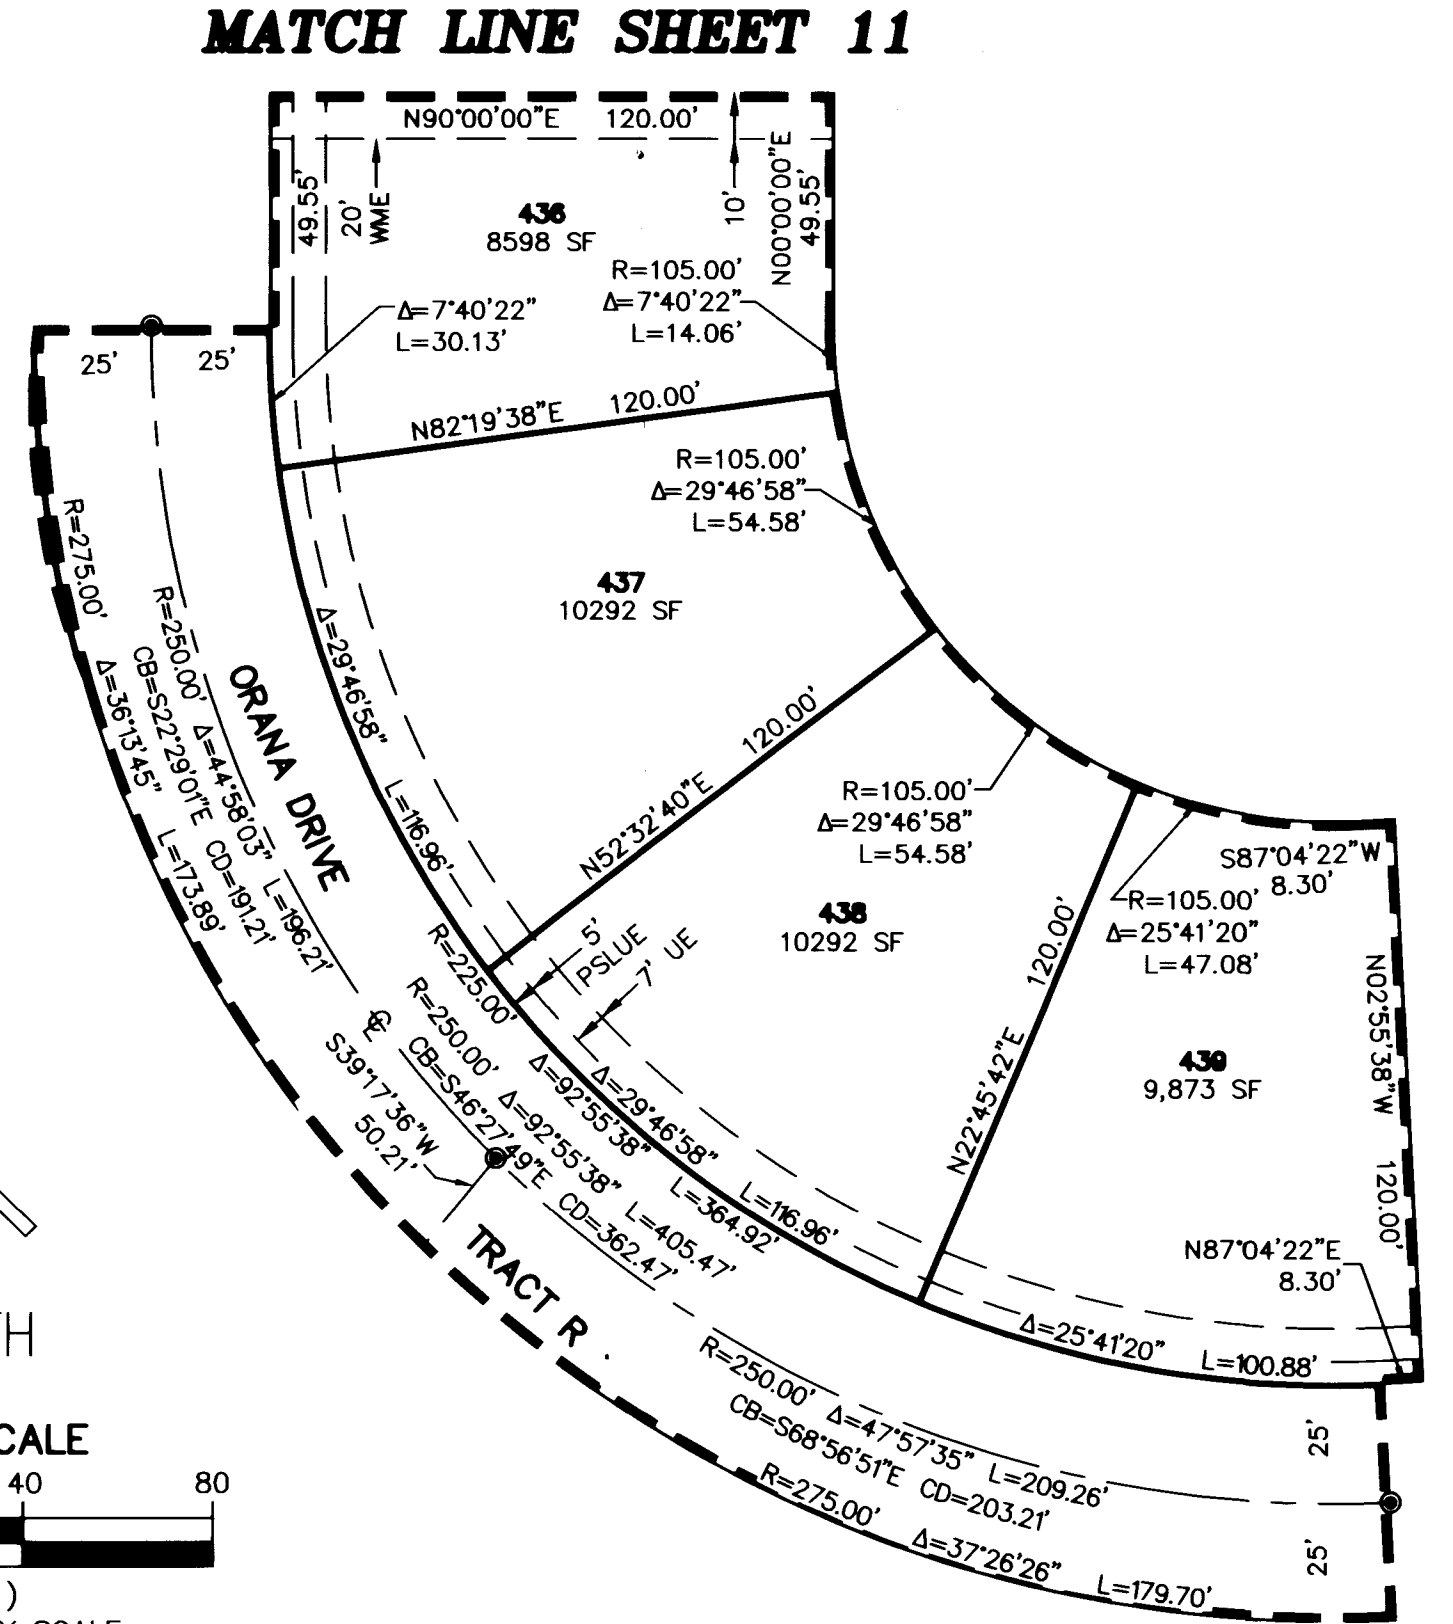 MATCH LINE SHEET 11
N90°00'00"E 120.00'
49.55'
20'
WME
10'
N00°00'00"E
49.55'
436
8598 SF
R=105.00'
Δ=7°40'22"
L=14.06'
Δ=7°40'22"
L=30.13'
25' 25'
N82°19'38"E 120.00'
R=105.00'
Δ=29°46'58"
L=54.58'
437
10292 SF
Δ=29°46'58" L=116.96'
R=275.00' Δ=36°13'45" L=173.89'
R=250.00' Δ=44°58'03" L=196.21'
CB=S22°29'01"E CD=191.21'
ORANA DRIVE
N52°32'40"E 120.00'
R=105.00'
Δ=29°46'58"
L=54.58'
438
10292 SF
5'
PSLUE
7' UE
R=225.00' Δ=92°55'38" L=364.92'
Δ=29°46'58" L=116.96'
R=250.00' Δ=92°55'38" L=405.47'
CB=S46°27'49"E CD=362.47'
S39°17'36"W
50.21'
TRACT R
N22°45'42"E 120.00'
S87°04'22"W
8.30'
R=105.00'
Δ=25°41'20"
L=47.08'
439
9,873 SF
N02°55'38"W 120.00'
N87°04'22"E
8.30'
Δ=25°41'20" L=100.88'
R=250.00' Δ=47°57'35" L=209.26'
CB=S68°56'51"E CD=203.21'
R=275.00' Δ=37°26'26" L=179.70'
25'
25'
TH
CALE
40 80
)